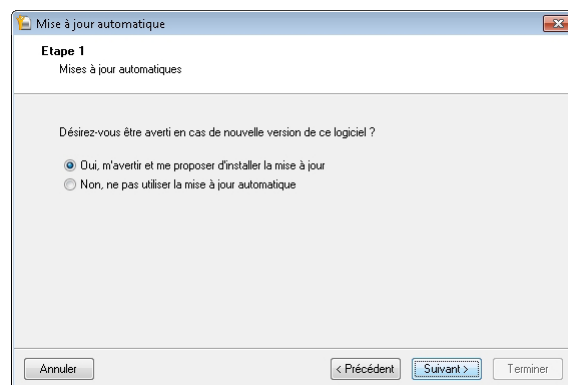 Mise à jour automatique
Etape 1
Mises à jour automatiques
Désirez-vous être averti en cas de nouvelle version de ce logiciel ?
Oui, m'avertir et me proposer d'installer la mise à jour
Non, ne pas utiliser la mise à jour automatique
Annuler
< Précédent
Suivant >
Terminer